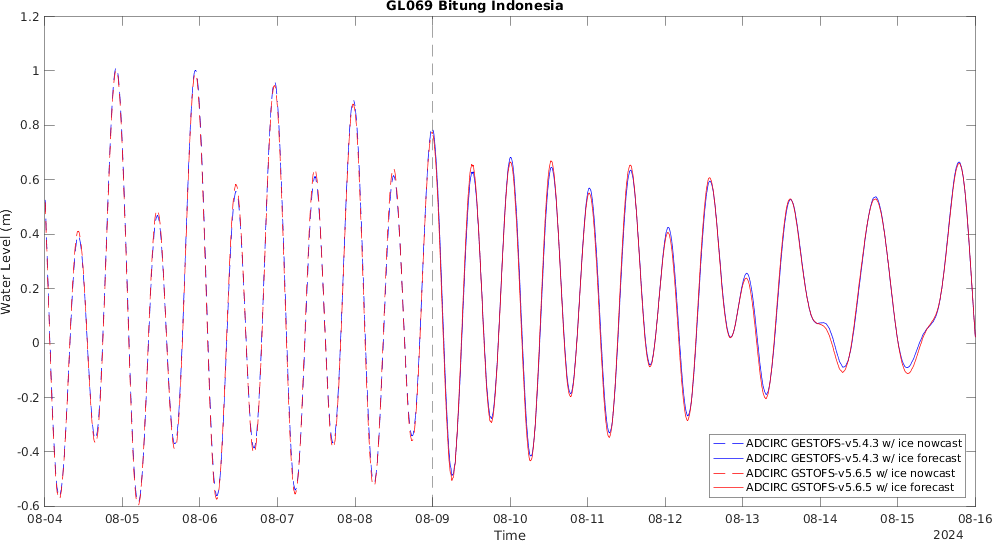 GL069 Bitung Indonesia
1.2
1
0.8
0.6
0.4
0.2
0
-0.2
-0.4
-0.6
Water Level (m)
ADCIRC GESTOFS-v5.4.3 w/ ice nowcast
ADCIRC GESTOFS-v5.4.3 w/ ice forecast
ADCIRC GSTOFS-v5.6.5 w/ ice nowcast
ADCIRC GSTOFS-v5.6.5 w/ ice forecast
08-04 08-05 08-06 08-07 08-08 08-09 08-10 08-11 08-12 08-13 08-14 08-15 08-16
Time
2024